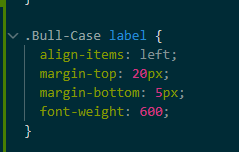 }
.Bull-Case label {
align-items: left;
margin-top: 20px;
margin-bottom: 5px;
font-weight: 600;
}